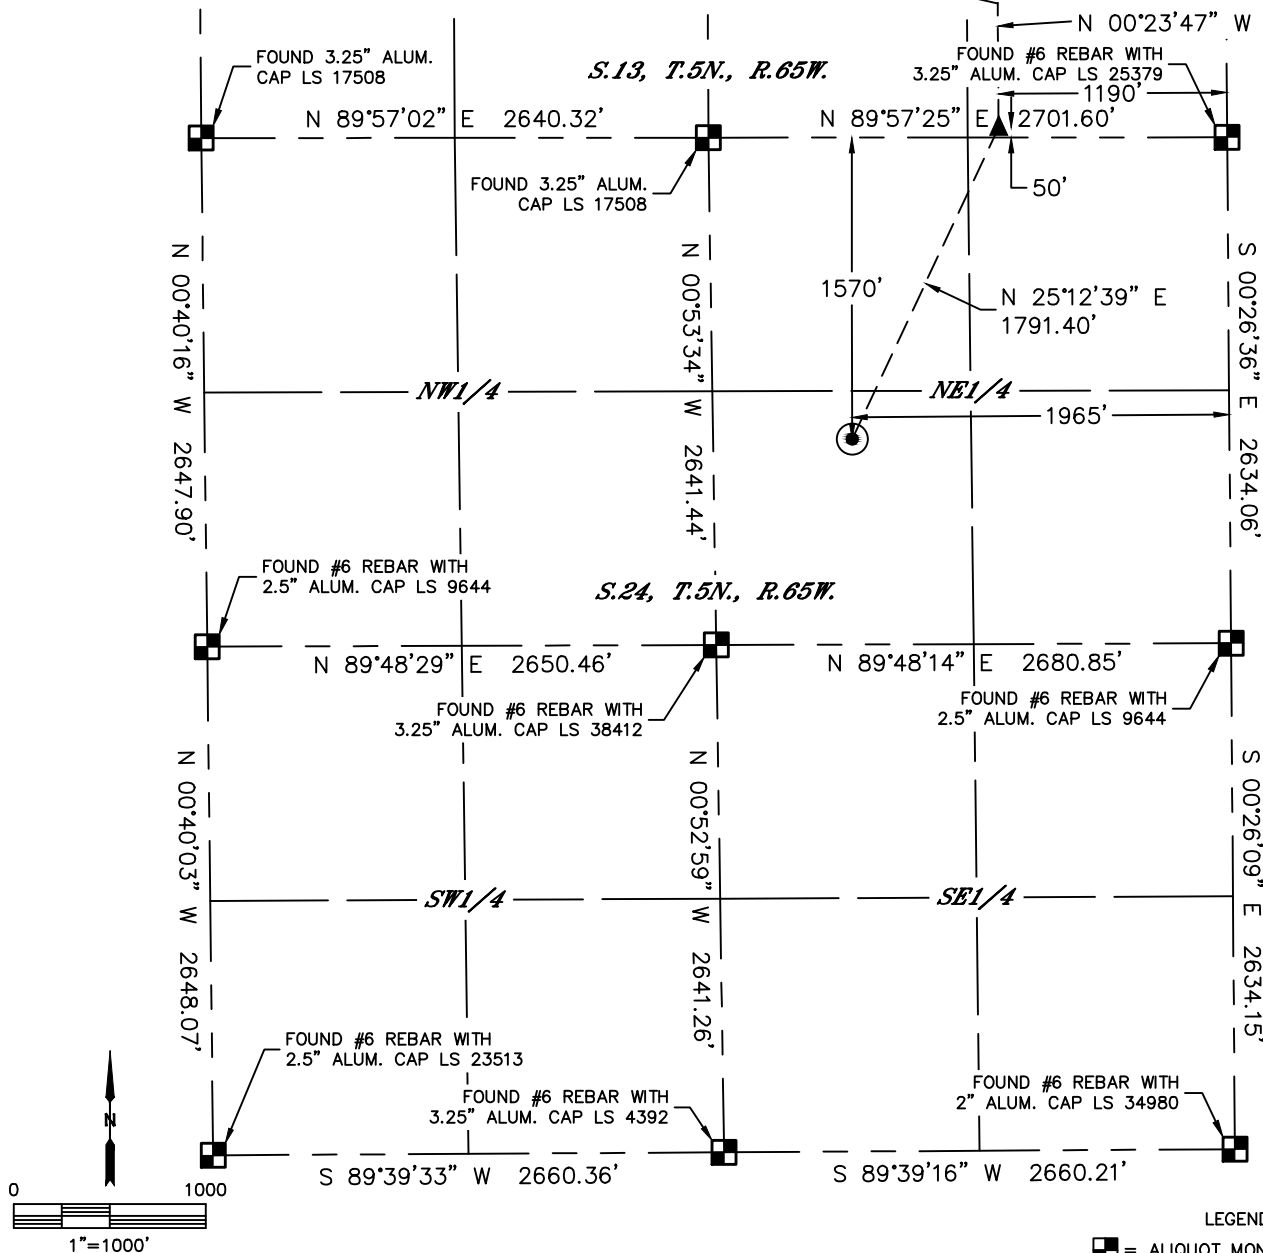 N 00°23'47" W
FOUND 3.25" ALUM.
CAP LS 17508
S.13, T.5N., R.65W.
FOUND #6 REBAR WITH
3.25" ALUM. CAP LS 25379
1190'
N 89°57'02" E 2640.32'
N 89°57'25" E 2701.60'
FOUND 3.25" ALUM.
CAP LS 17508
50'
N 00°40'16" W 2647.90'
N 00°53'34" W 2641.44'
1570'
N 25°12'39" E
1791.40'
S 00°26'36" E 2634.06'
NW1/4
NE1/4
1965'
FOUND #6 REBAR WITH
2.5" ALUM. CAP LS 9644
S.24, T.5N., R.65W.
N 89°48'29" E 2650.46'
N 89°48'14" E 2680.85'
FOUND #6 REBAR WITH
3.25" ALUM. CAP LS 38412
FOUND #6 REBAR WITH
2.5" ALUM. CAP LS 9644
N 00°40'03" W 2648.07'
N 00°52'59" W 2641.26'
S 00°26'09" E 2634.15'
SW1/4
SE1/4
FOUND #6 REBAR WITH
2.5" ALUM. CAP LS 23513
FOUND #6 REBAR WITH
3.25" ALUM. CAP LS 4392
FOUND #6 REBAR WITH
2" ALUM. CAP LS 34980
N
S 89°39'33" W 2660.36'
S 89°39'16" W 2660.21'
0 1000
1"=1000'
LEGEND
= ALIQUOT MON